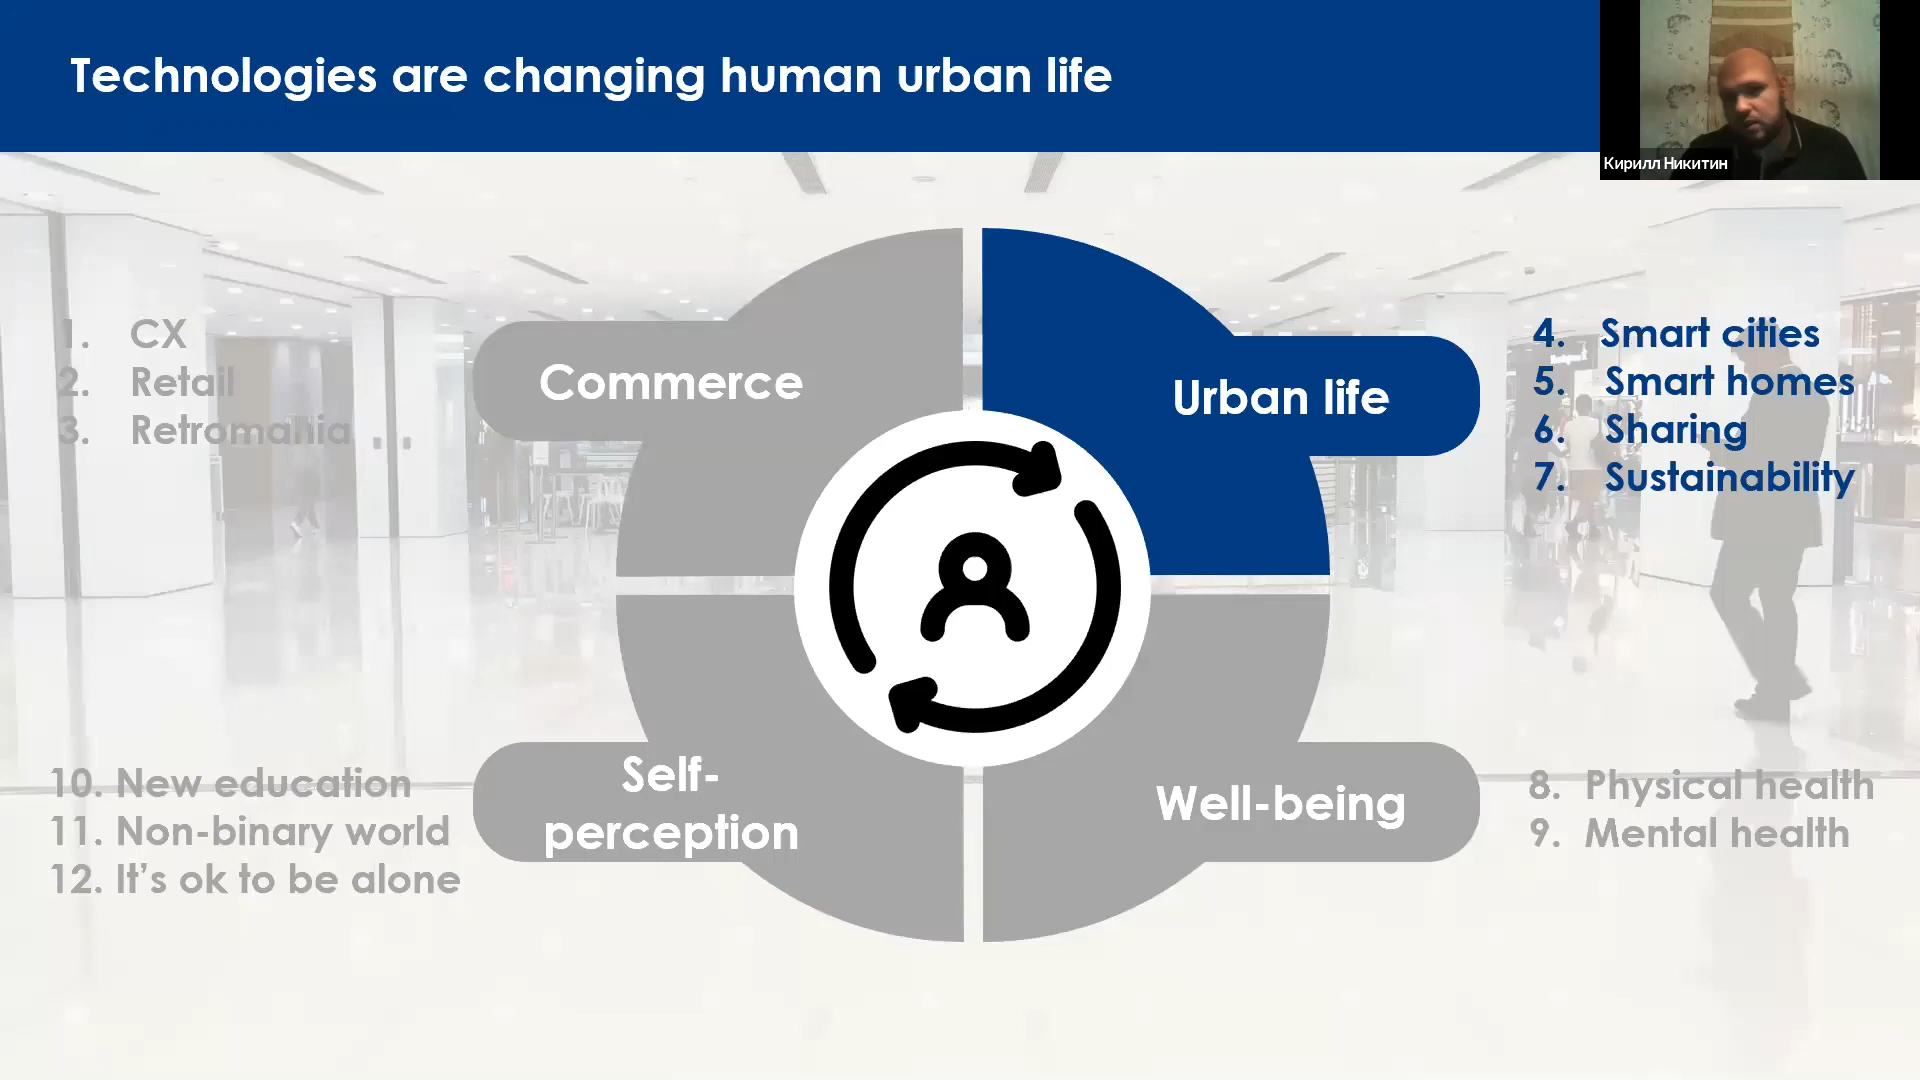 Technologies are changing human urban life
Кирилл Никитин
1. CX
2. Retail
3. Retromania
Commerce
Urban life
4. Smart cities
5. Smart homes
6. Sharing
7. Sustainability
10. New education
11. Non-binary world
12. It’s ok to be alone
Self-
perception
Well-being
8. Physical health
9. Mental health